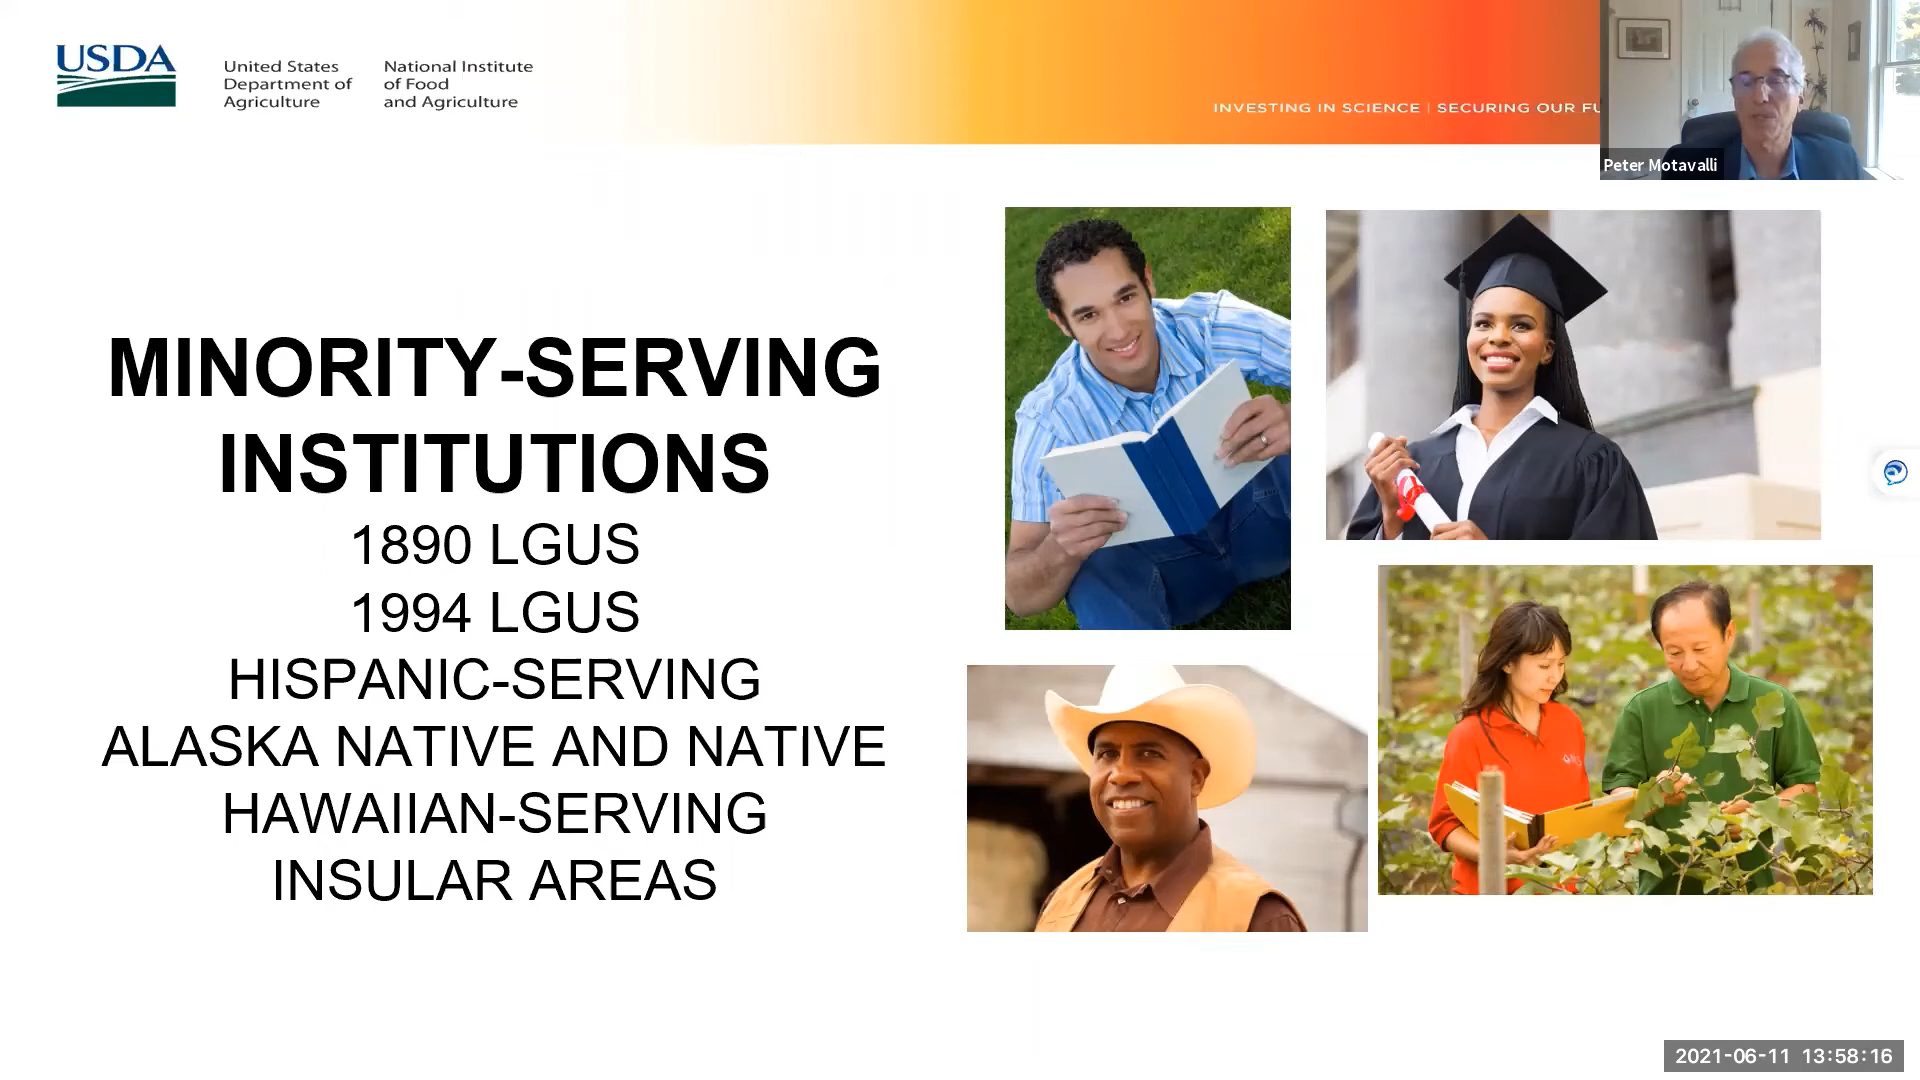 USDA
United States
Department of
Agriculture
National Institute
of Food
and Agriculture
INVESTING IN SCIENCE | SECURING OUR FU
Peter Motavalli
MINORITY-SERVING
INSTITUTIONS
1890 LGUS
1994 LGUS
HISPANIC-SERVING
ALASKA NATIVE AND NATIVE
HAWAIIAN-SERVING
INSULAR AREAS
2021-06-11 13:58:16